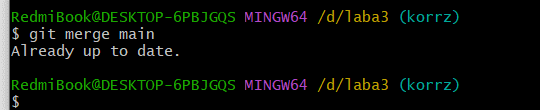 RedmiBook@DESKTOP-6PBJGQS MINGW64 /d/laba3 (korrz)
$ git merge main
Already up to date.
RedmiBook@DESKTOP-6PBJGQS MINGW64 /d/laba3 (korrz)
$